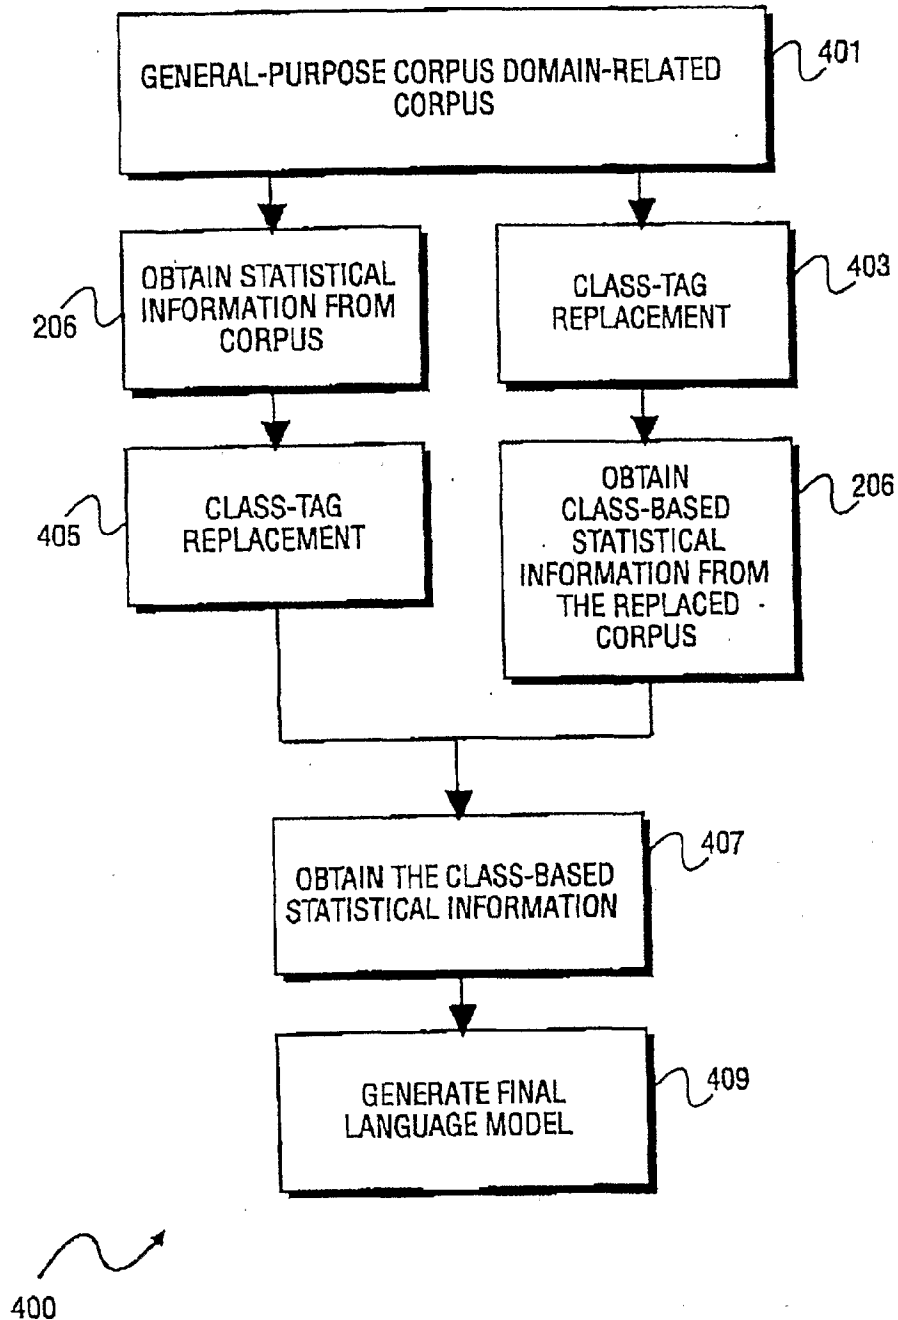 GENERAL-PURPOSE CORPUS DOMAIN-RELATED
CORPUS
401
OBTAIN STATISTICAL
INFORMATION FROM
CORPUS
206
CLASS-TAG
REPLACEMENT
403
CLASS-TAG
REPLACEMENT
405
OBTAIN
CLASS-BASED
STATISTICAL
INFORMATION FROM
THE REPLACED
CORPUS
206
OBTAIN THE CLASS-BASED
STATISTICAL INFORMATION
407
GENERATE FINAL
LANGUAGE MODEL
409
400